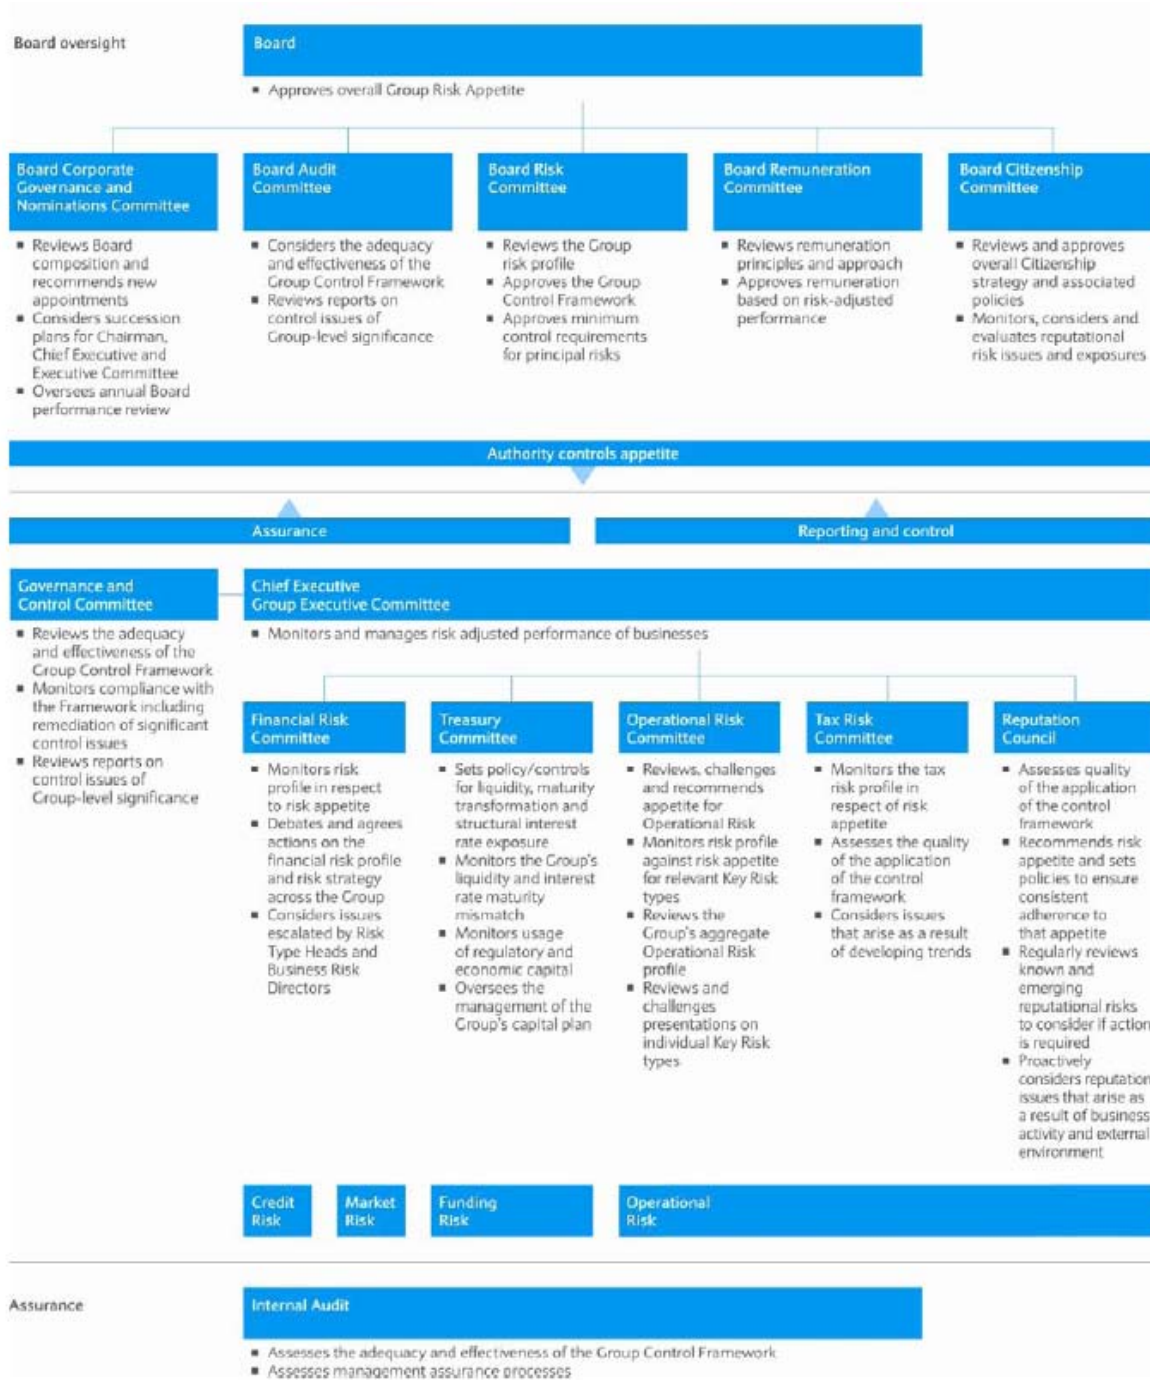 Board oversight
Board
Approves overall Group Risk Appetite
Board Corporate
Governance and
Nominations Committee
Reviews Board
composition and
recommends new
appointments
Considers succession
plans for Chairman,
Chief Executive and
Executive Committee
Oversees annual Board
performance review
Board Audit
Committee
Considers the adequacy
and effectiveness of the
Group Control Framework
Reviews reports on
control issues of
Group-level significance
Board Risk
Committee
Reviews the Group
risk profile
Approves the Group
Control Framework
Approves minimum
control requirements
for principal risks
Board Remuneration
Committee
Reviews remuneration
principles and approach
Approves remuneration
based on risk-adjusted
performance
Board Citizenship
Committee
Reviews and approves
overall Citizenship
strategy and associated
policies
Monitors, considers and
evaluates reputational
risk issues and exposures
Authority controls appetite
Assurance
Reporting and control
Governance and
Control Committee
Reviews the adequacy
and effectiveness of the
Group Control Framework
Monitors compliance with
the Framework including
remediation of significant
control issues
Reviews reports on
control issues of
Group-level significance
Chief Executive
Group Executive Committee
Monitors and manages risk adjusted performance of businesses
Financial Risk
Committee
Monitors risk
profile in respect
to risk appetite
Debates and agrees
actions on the
financial risk profile
and risk strategy
across the Group
Considers issues
escalated by Risk
Type Heads and
Business Risk
Directors
Treasury
Committee
Sets policy/controls
for liquidity, maturity
transformation and
structural interest
rate exposure
Monitors the Group's
liquidity and interest
rate maturity
mismatch
Monitors usage
of regulatory and
economic capital
Oversees the
management of the
Group's capital plan
Operational Risk
Committee
Reviews, challenges
and recommends
appetite for
Operational Risk
Monitors risk profile
against risk appetite
for relevant Key Risk
types
Reviews the
Group's aggregate
Operational Risk
profile
Reviews and
challenges
presentations on
individual Key Risk
types
Tax Risk
Committee
Monitors the tax
risk profile in
respect of risk
appetite
Assesses the quality
of the application
of the control
framework
Considers issues
that arise as a result
of developing trends
Reputation
Council
Assesses quality
of the application
of the control
framework
Recommends risk
appetite and sets
policies to ensure
consistent
adherence to
that appetite
Regularly reviews
known and
emerging
reputational risks
to consider if action
is required
Proactively
considers reputation
issues that arise as
a result of business
activity and external
environment
Credit
Risk
Market
Risk
Funding
Risk
Operational
Risk
Assurance
Internal Audit
Assesses the adequacy and effectiveness of the Group Control Framework
Assesses management assurance processes